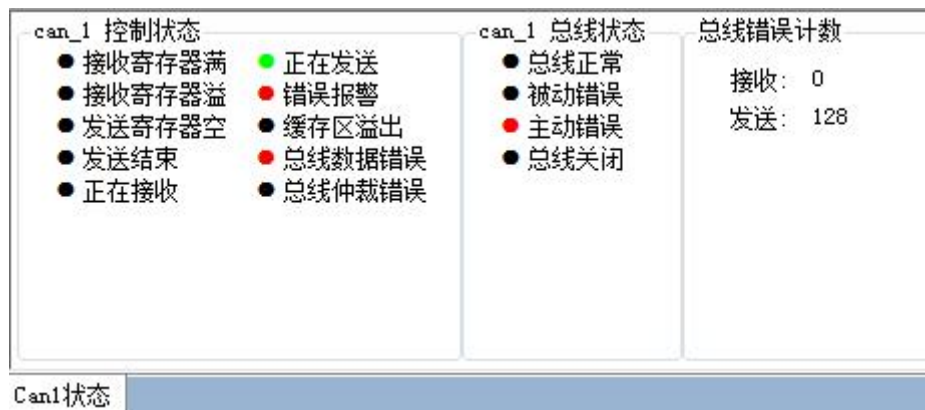 can_1 控制状态
接收寄存器满
接收寄存器溢
发送寄存器空
发送结束
正在接收
正在发送
错误报警
缓存区溢出
总线数据错误
总线仲裁错误
can_1 总线状态
总线正常
被动错误
主动错误
总线关闭
总线错误计数
接收: 0
发送: 128
Can1状态